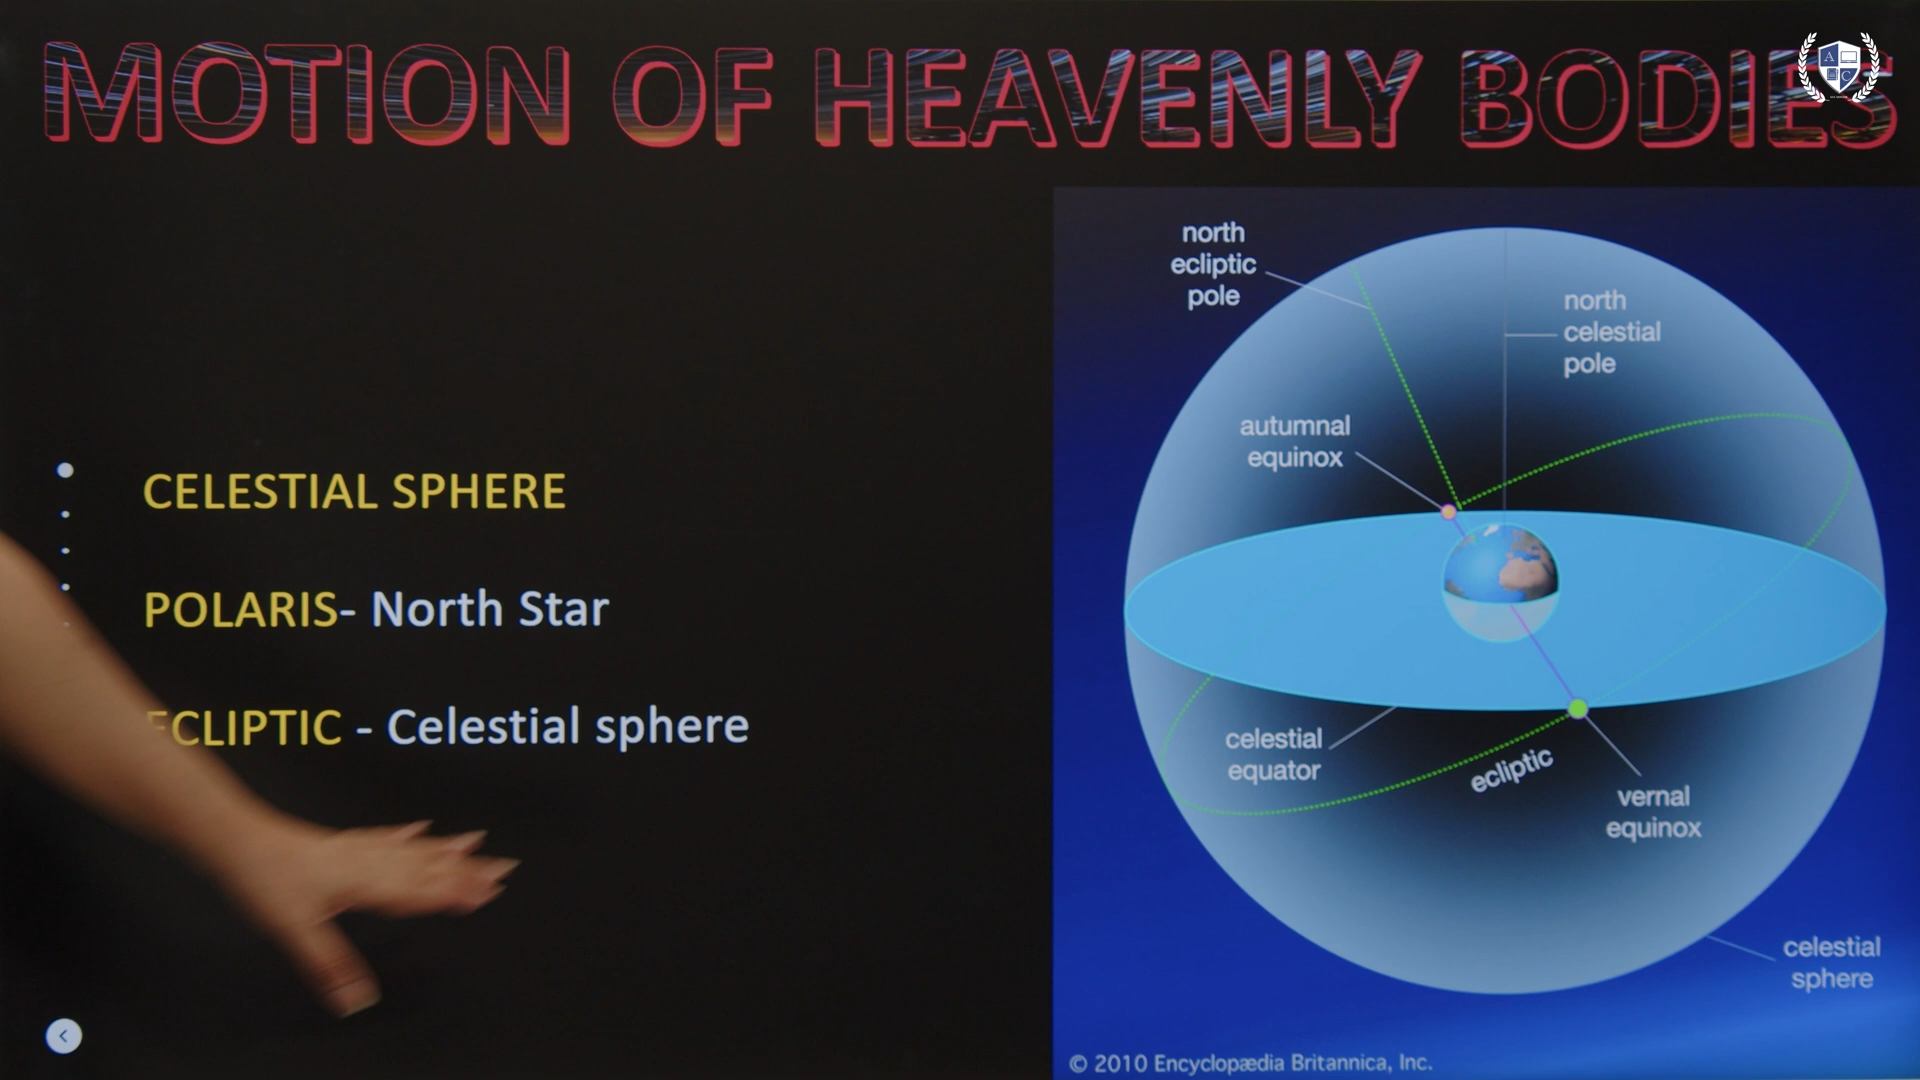 MOTION OF HEAVENLY BODIES
CELESTIAL SPHERE
POLARIS- North Star
ECLIPTIC - Celestial sphere
north
ecliptic
pole
north
celestial
pole
autumnal
equinox
celestial
equator
ecliptic
vernal
equinox
celestial
sphere
© 2010 Encyclopædia Britannica, Inc.
A
C